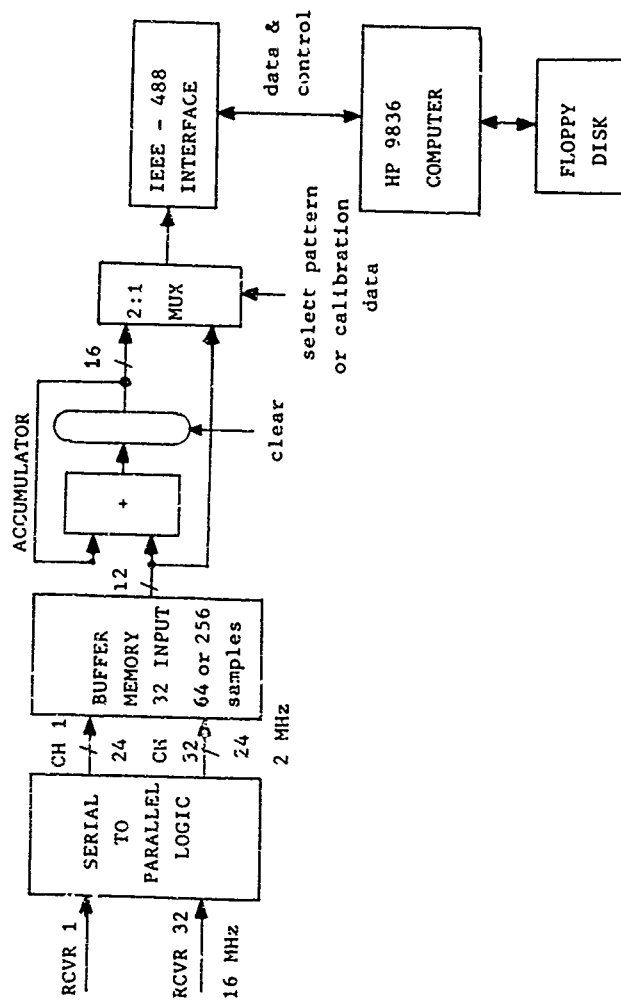 RCVR 1
RCVR 32
16 MHz
SERIAL
TO
PARALLEL
LOGIC
CH 1
24
CH
32
24
2 MHz
BUFFER
MEMORY
32 INPUT
64 or 256
samples
12
ACCUMULATOR
+
clear
16
2:1
MUX
select pattern
or calibration
data
IEEE - 488
INTERFACE
data &
control
HP 9836
COMPUTER
FLOPPY
DISK